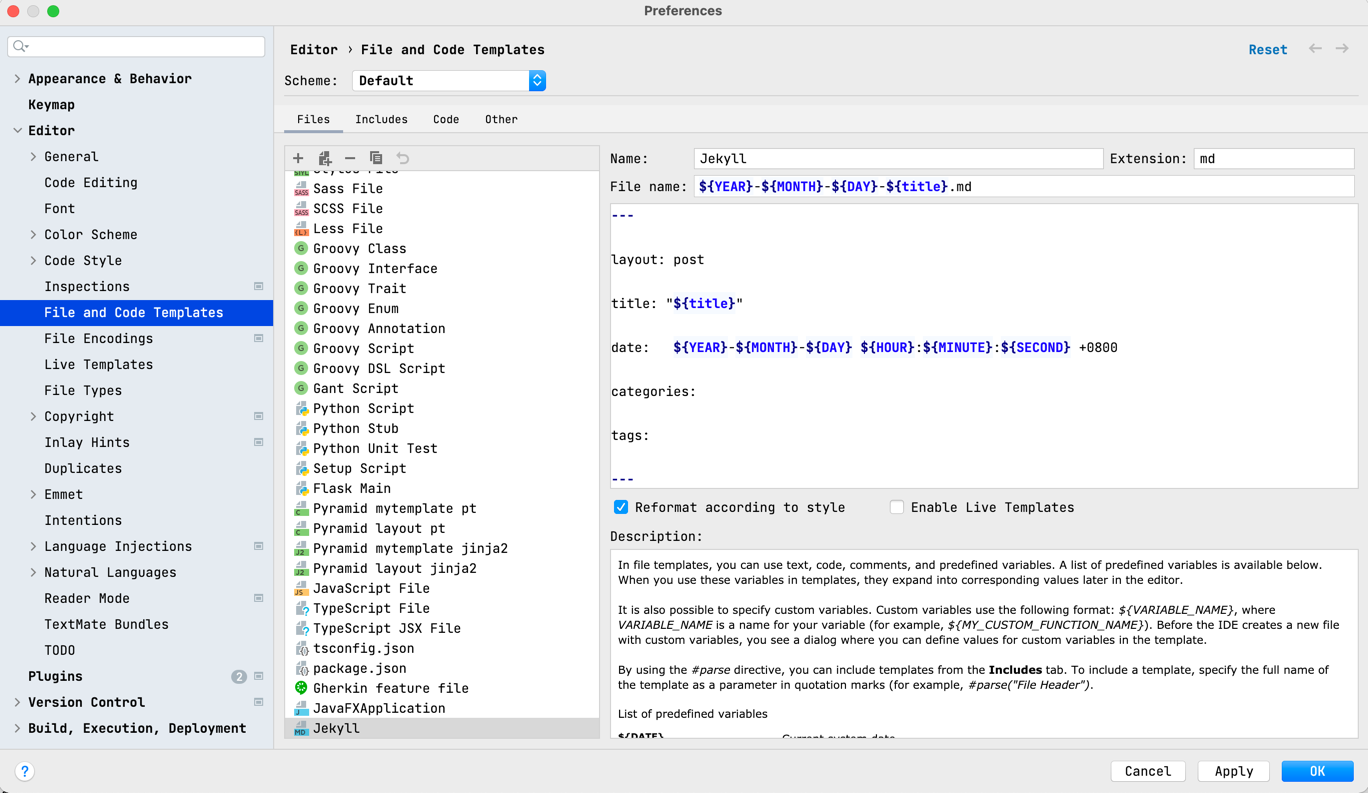 Preferences
Appearance & Behavior
Keymap
Editor
General
Code Editing
Font
Color Scheme
Code Style
Inspections
File and Code Templates
File Encodings
Live Templates
File Types
Copyright
Inlay Hints
Duplicates
Emmet
Intentions
Language Injections
Natural Languages
Reader Mode
TextMate Bundles
TODO
Plugins 2
Version Control
Build, Execution, Deployment
?
Editor › File and Code Templates
Reset
Scheme: Default
Files Includes Code Other
Sass File
SCSS File
Less File
Groovy Class
Groovy Interface
Groovy Trait
Groovy Enum
Groovy Annotation
Groovy Script
Groovy DSL Script
Gant Script
Python Script
Python Stub
Python Unit Test
Setup Script
Flask Main
Pyramid mytemplate pt
Pyramid layout pt
Pyramid mytemplate jinja2
Pyramid layout jinja2
JavaScript File
TypeScript File
TypeScript JSX File
tsconfig.json
package.json
Gherkin feature file
JavaFXApplication
Jekyll
Name: Jekyll Extension: md
File name: ${YEAR}-${MONTH}-${DAY}-${title}.md
---
layout: post
title: "${title}"
date:   ${YEAR}-${MONTH}-${DAY} ${HOUR}:${MINUTE}:${SECOND} +0800
categories:
tags:
---
Reformat according to style Enable Live Templates
Description:
In file templates, you can use text, code, comments, and predefined variables. A list of predefined variables is available below.
When you use these variables in templates, they expand into corresponding values later in the editor.
It is also possible to specify custom variables. Custom variables use the following format: ${VARIABLE_NAME}, where
VARIABLE_NAME is a name for your variable (for example, ${MY_CUSTOM_FUNCTION_NAME}). Before the IDE creates a new file
with custom variables, you see a dialog where you can define values for custom variables in the template.
By using the #parse directive, you can include templates from the Includes tab. To include a template, specify the full name of
the template as a parameter in quotation marks (for example, #parse("File Header").
List of predefined variables
${DATE} Current custom date
Cancel Apply OK